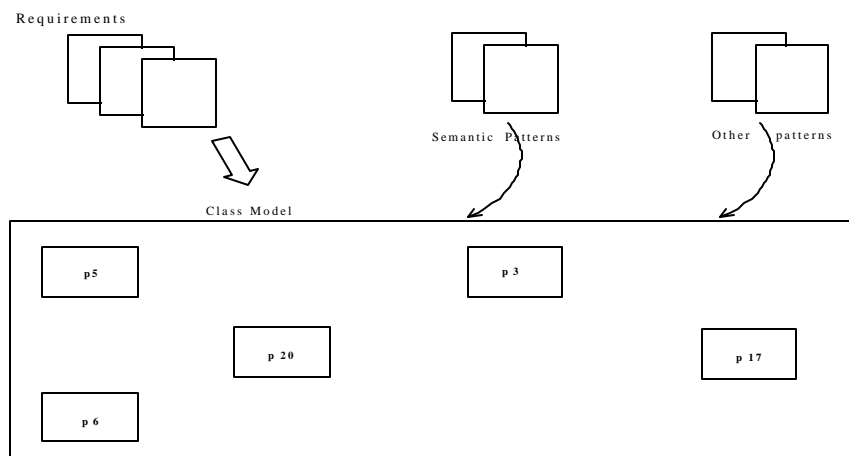 Requirements
Semantic Patterns
Other patterns
Class Model
p5
p 3
p 20
p 17
p 6